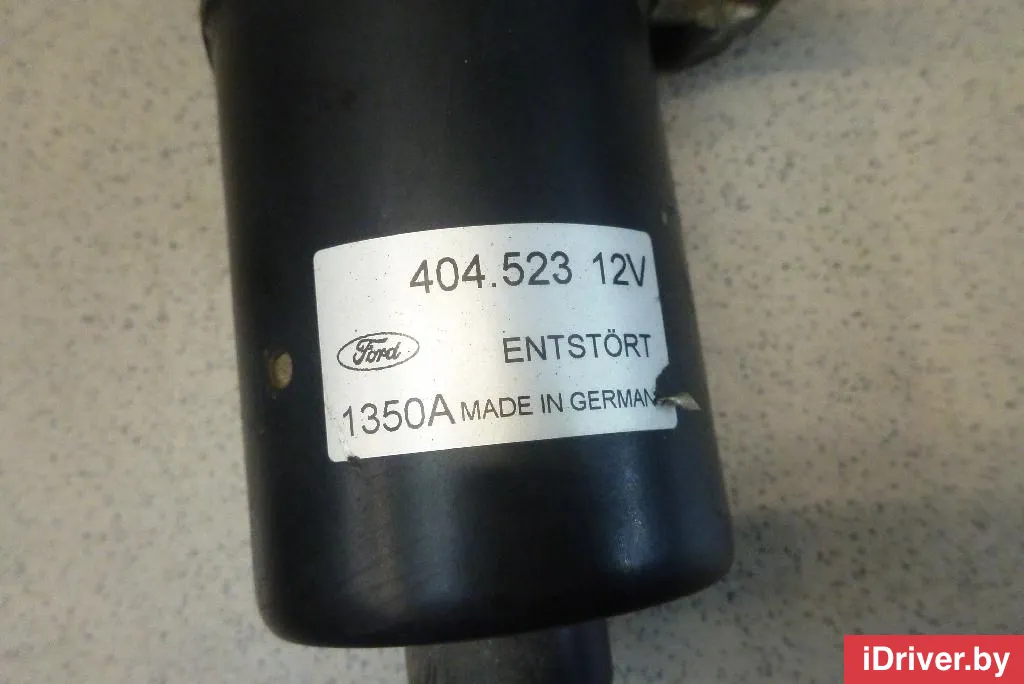 404.523 12V
Ford
ENTSTÖRT
1350A MADE IN GERMAN
iDriver.by